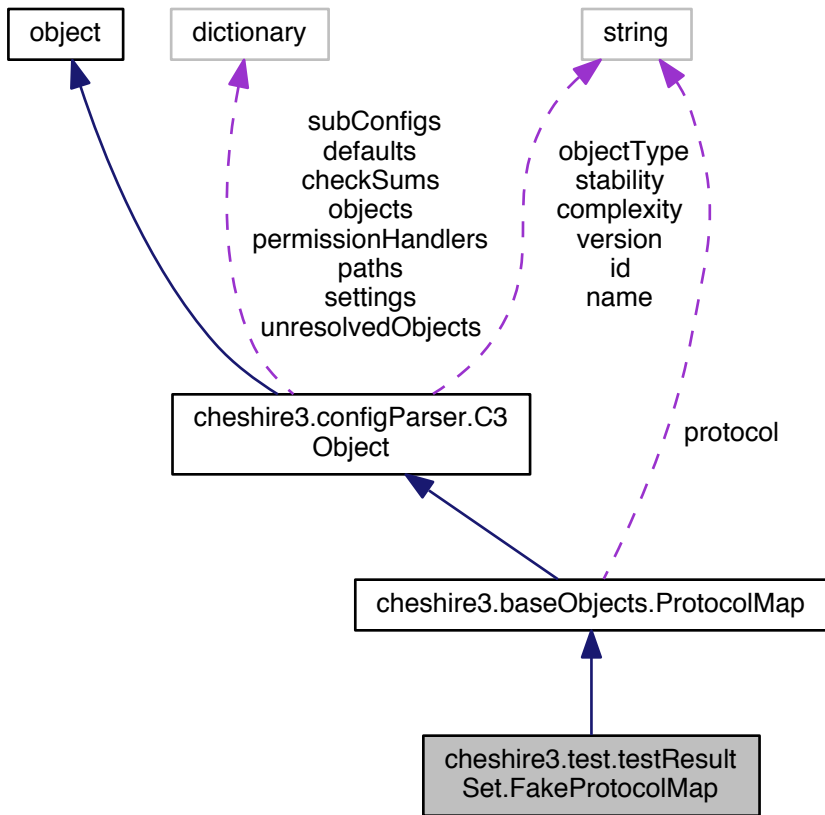 object
dictionary
string
subConfigs
defaults
checkSums
objects
permissionHandlers
paths
settings
unresolvedObjects
objectType
stability
complexity
version
id
name
cheshire3.configParser.C3
Object
protocol
cheshire3.baseObjects.ProtocolMap
cheshire3.test.testResult
Set.FakeProtocolMap